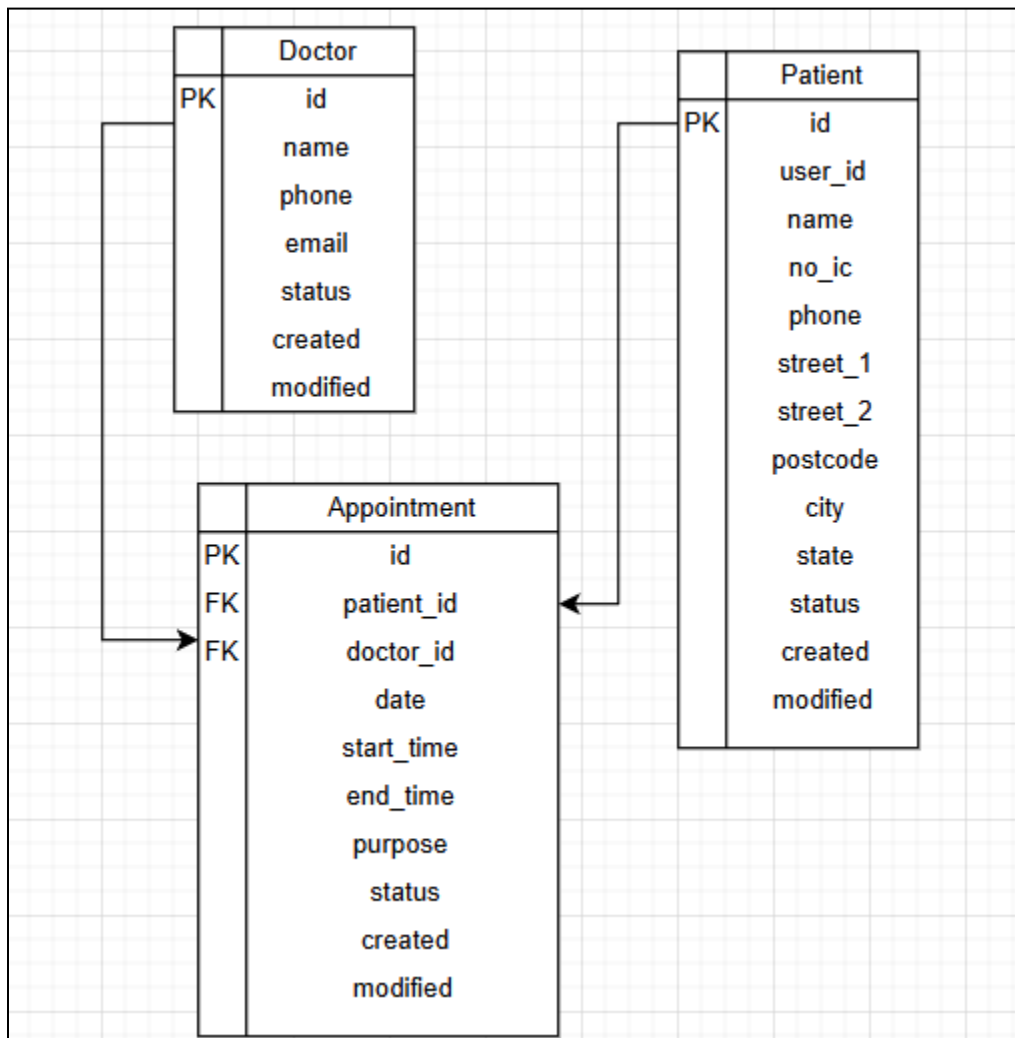 Doctor
PK id
name
phone
email
status
created
modified
Patient
PK id
user_id
name
no_ic
phone
street_1
street_2
postcode
city
state
status
created
modified
Appointment
PK id
FK patient_id
FK doctor_id
date
start_time
end_time
purpose
status
created
modified